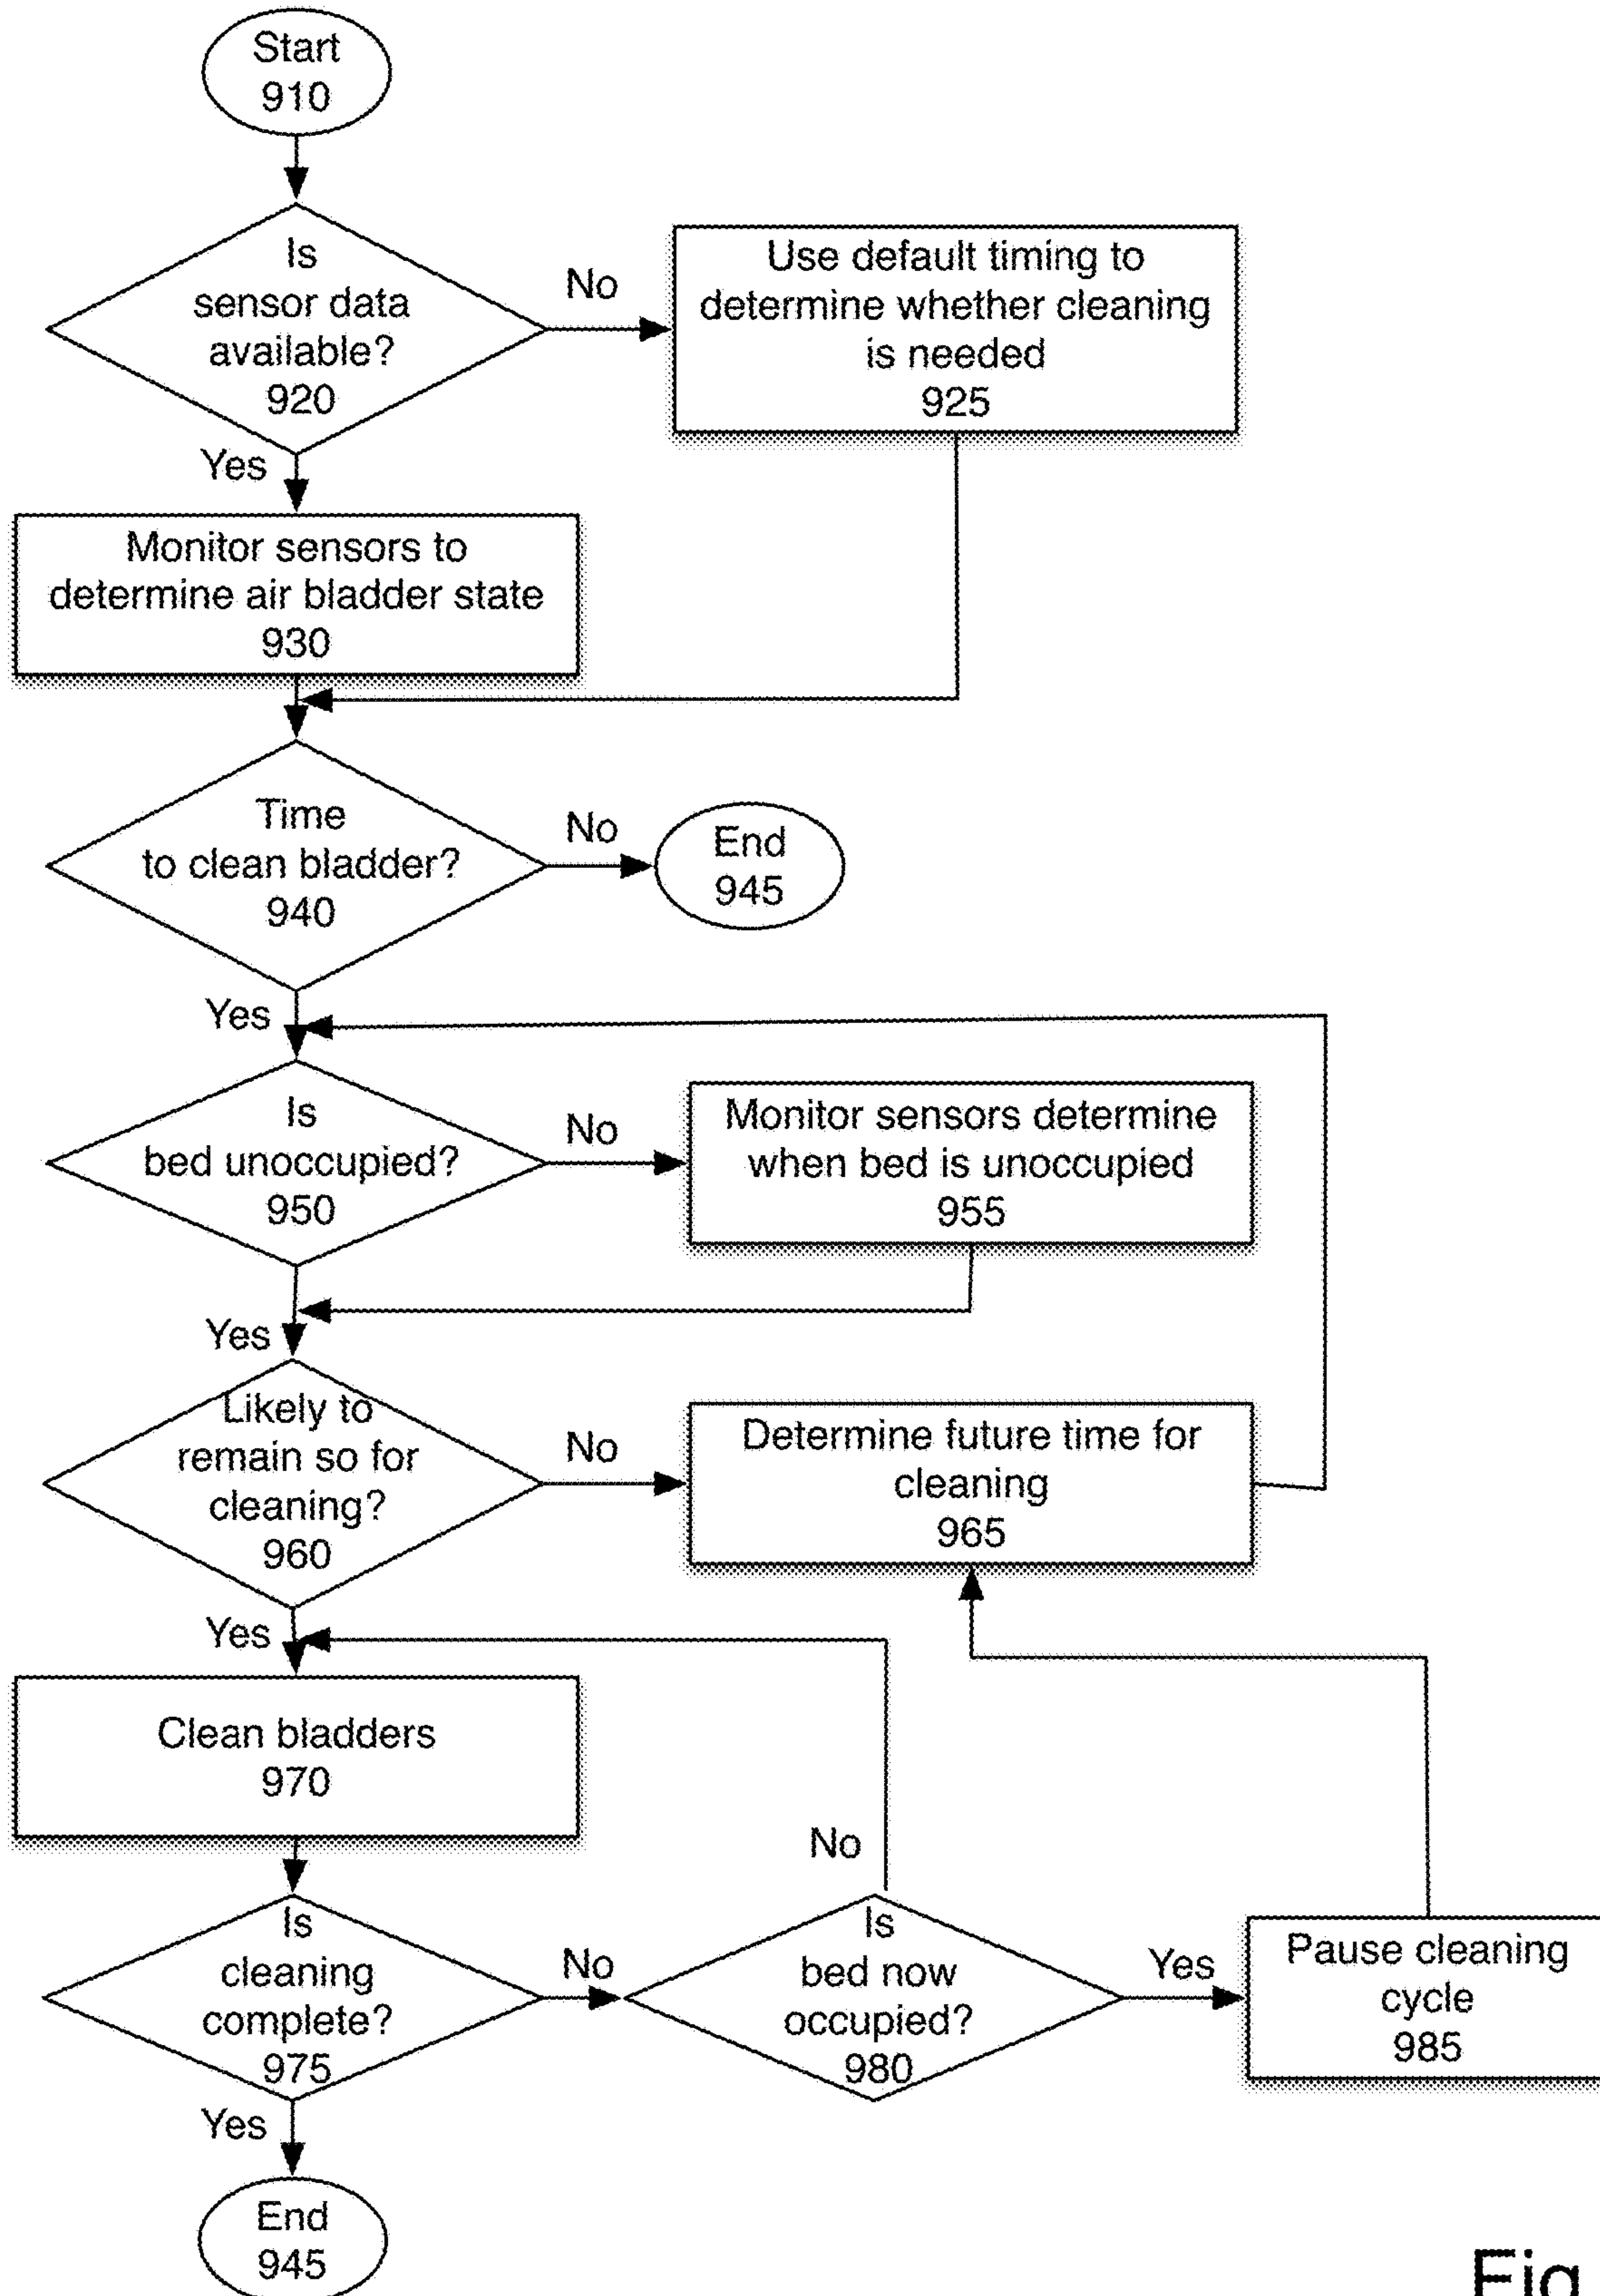 Start
910
Is
sensor data
available?
920
No
Use default timing to
determine whether cleaning
is needed
925
Yes
Monitor sensors to
determine air bladder state
930
Time
to clean bladder?
940
No
End
945
Yes
Is
bed unoccupied?
950
No
Monitor sensors determine
when bed is unoccupied
955
Yes
Likely to
remain so for
cleaning?
960
No
Determine future time for
cleaning
965
Yes
Clean bladders
970
No
Is
cleaning
complete?
975
No
Is
bed now
occupied?
980
Yes
Pause cleaning
cycle
985
Yes
End
945
Fig